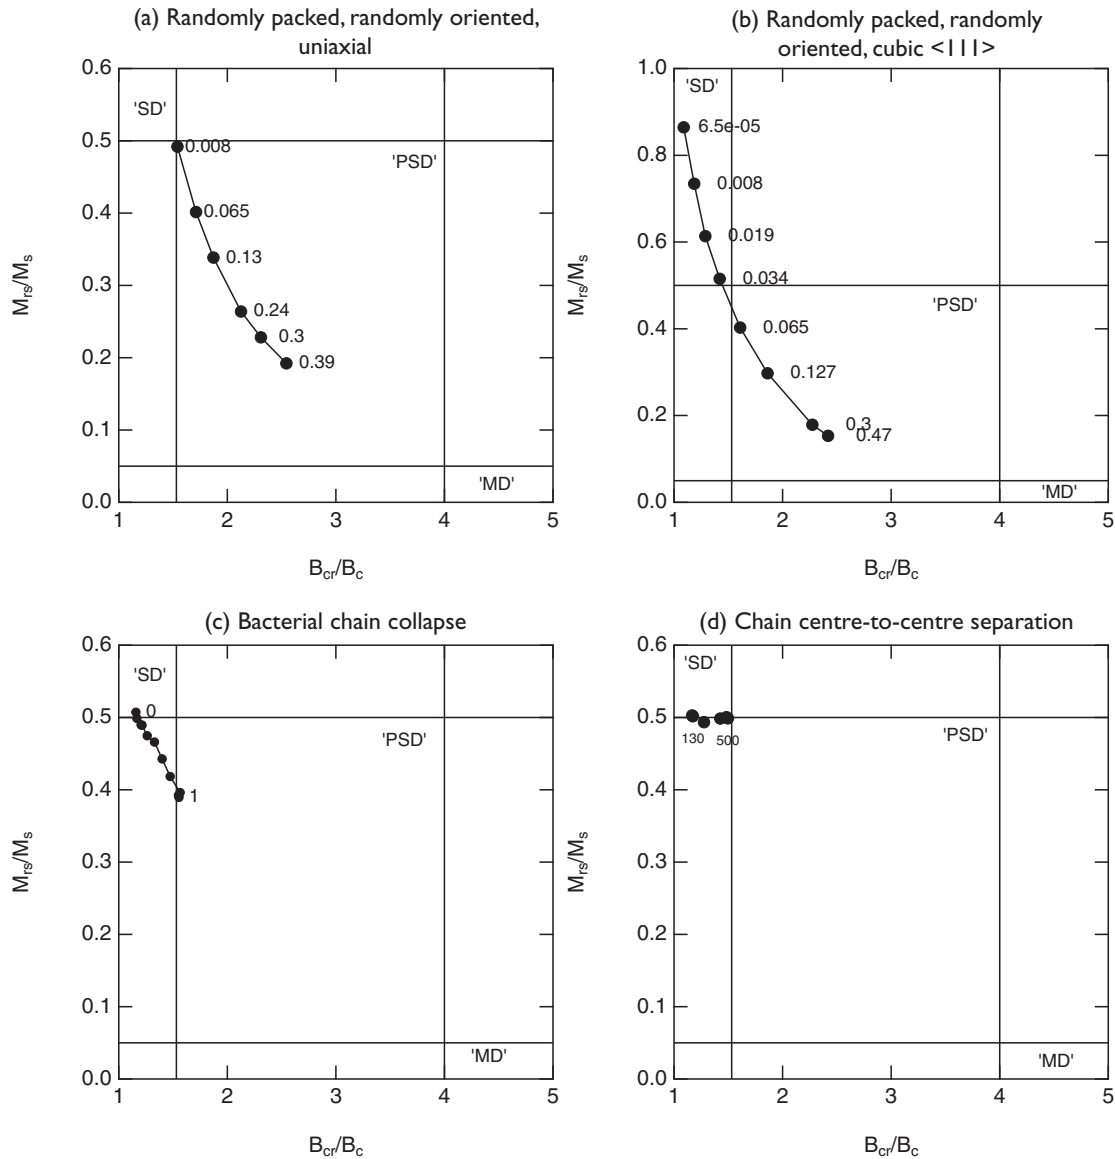 (a) Randomly packed, randomly oriented,
uniaxial
0.6
0.5
0.4
0.3
0.2
0.1
0.0
Mrs/Ms
'SD'
'PSD'
'MD'
0.008
0.065
0.13
0.24
0.3
0.39
1 2 3 4 5
Bcr/Bc
(b) Randomly packed, randomly
oriented, cubic <111>
1.0
0.8
0.6
0.4
0.2
0.0
Mrs/Ms
'SD'
6.5e-05
0.008
0.019
0.034
'PSD'
0.065
0.127
0.3
0.47
'MD'
1 2 3 4 5
Bcr/Bc
(c) Bacterial chain collapse
0.6
0.5
0.4
0.3
0.2
0.1
0.0
Mrs/Ms
'SD'
0
'PSD'
1
'MD'
1 2 3 4 5
Bcr/Bc
(d) Chain centre-to-centre separation
0.6
0.5
0.4
0.3
0.2
0.1
0.0
Mrs/Ms
'SD'
130 500
'PSD'
'MD'
1 2 3 4 5
Bcr/Bc